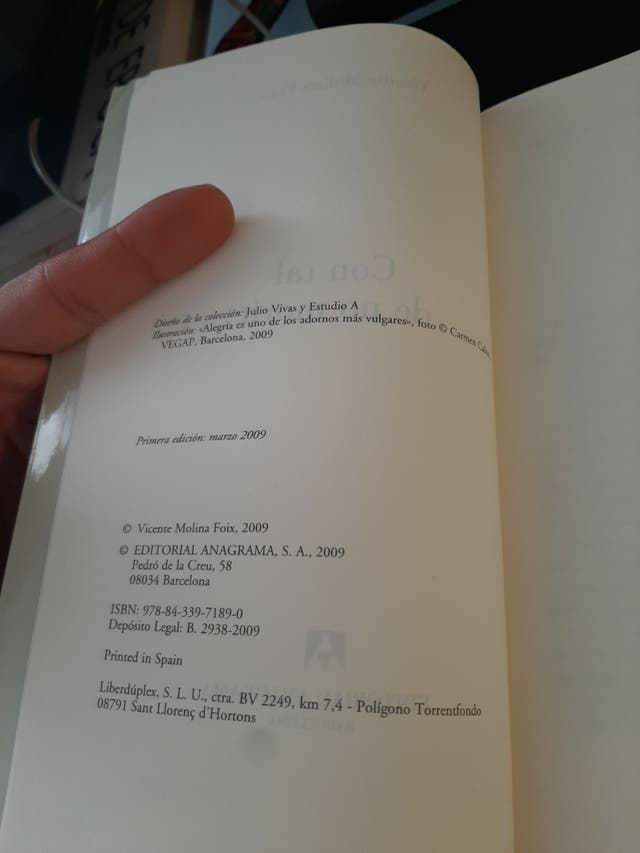 DE EPOCA
Diseño de la colección: Julio Vivas y Estudio A
Ilustración: «Alegría es uno de los adornos más vulgares», foto © Carmen
VEGAP, Barcelona, 2009
Primera edición: marzo 2009
© Vicente Molina Foix, 2009
© EDITORIAL ANAGRAMA, S. A., 2009
Pedró de la Creu, 58
08034 Barcelona
ISBN: 978-84-339-7189-0
Depósito Legal: B. 2938-2009
Printed in Spain
Liberdúplex, S. L. U., ctra. BV 2249, km 7,4 - Polígono Torrentfondo
08791 Sant Llorenç d'Hortons